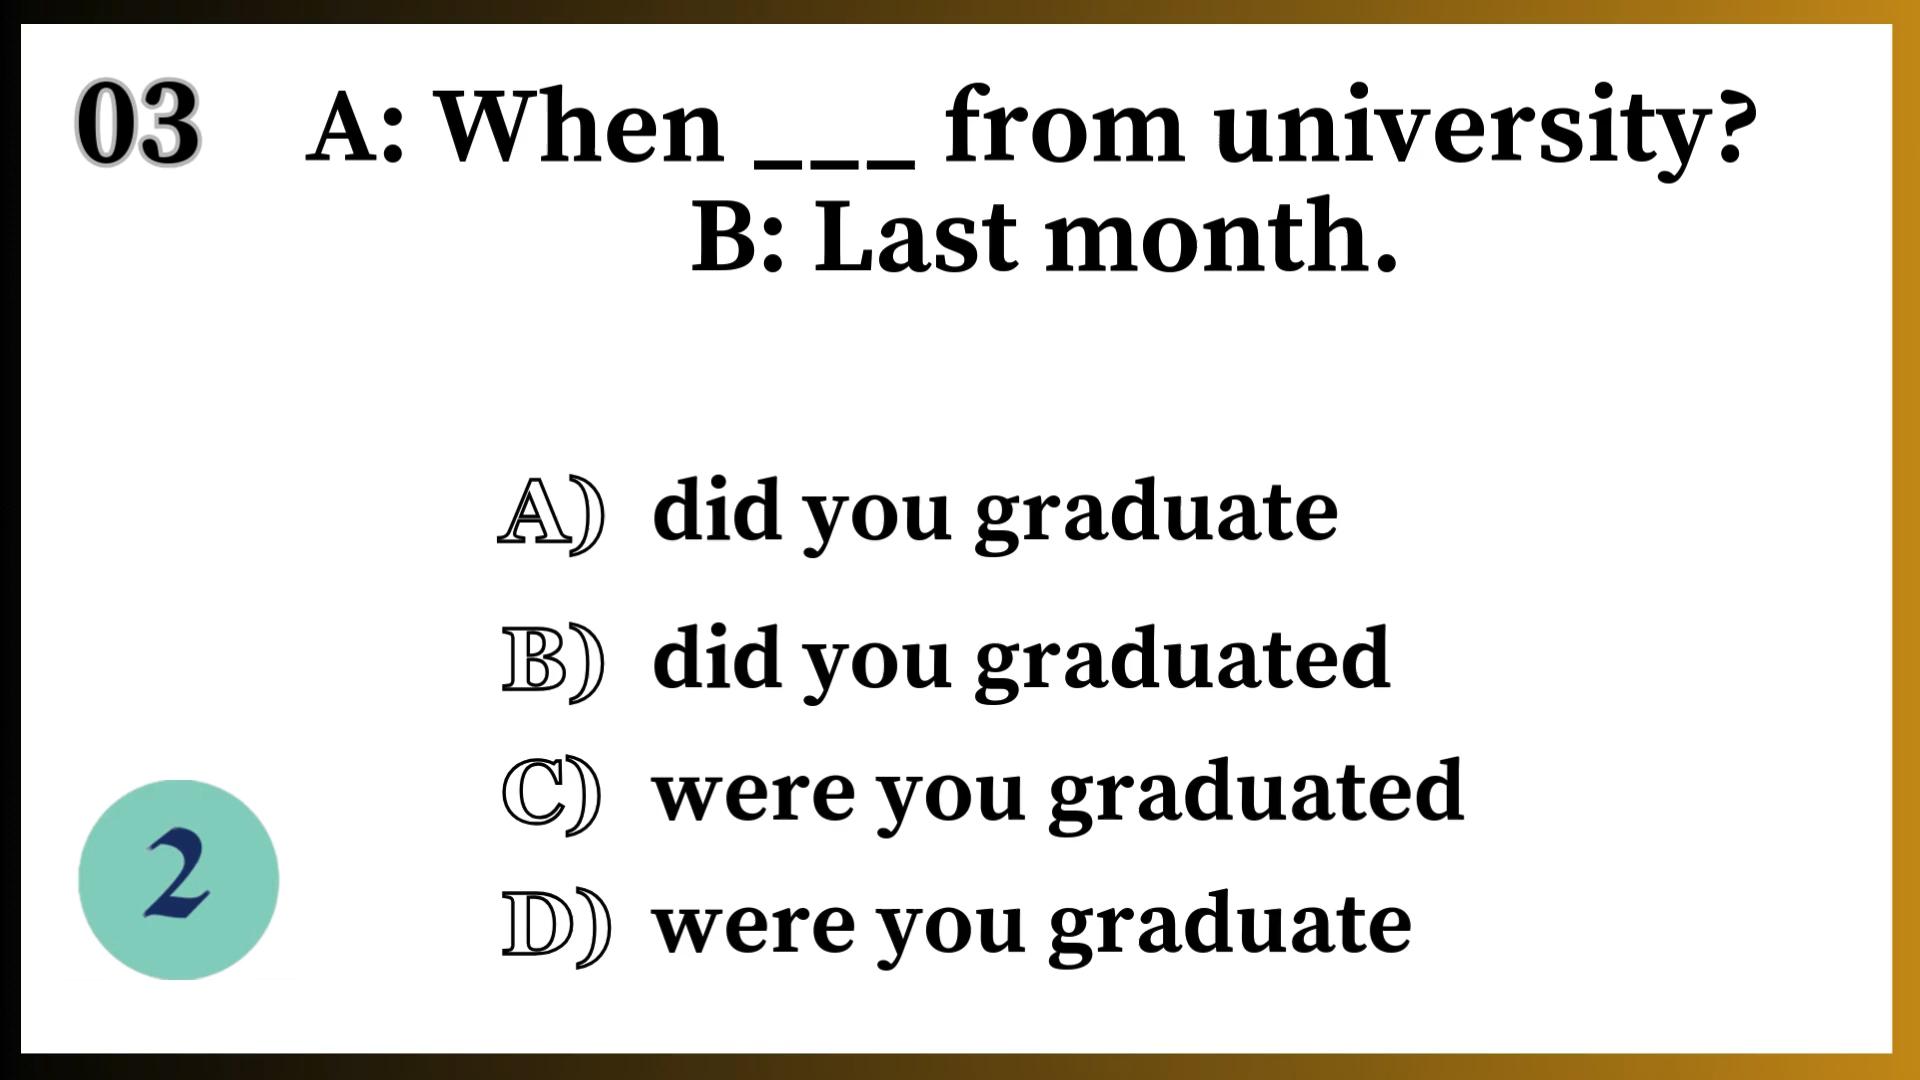 03 A: When ___ from university?
B: Last month.
A) did you graduate
B) did you graduated
C) were you graduated
D) were you graduate
2